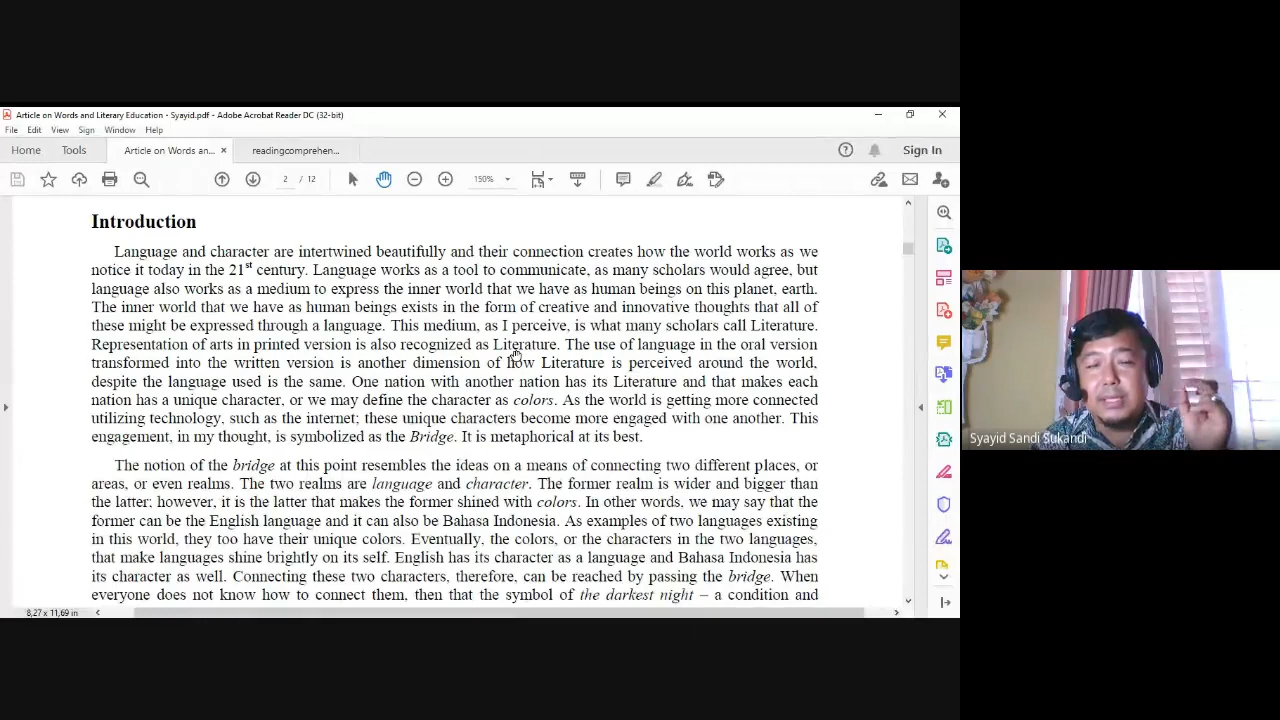 Article on Words and Literary Education - Syayid.pdf - Adobe Acrobat Reader DC (32-bit)
File Edit View Sign Window Help
Home Tools Article on Words an... × readingcomprehen... Sign In
2 / 12 150%
Introduction
Language and character are intertwined beautifully and their connection creates how the world works as we
notice it today in the 21st century. Language works as a tool to communicate, as many scholars would agree, but
language also works as a medium to express the inner world that we have as human beings on this planet, earth.
The inner world that we have as human beings exists in the form of creative and innovative thoughts that all of
these might be expressed through a language. This medium, as I perceive, is what many scholars call Literature.
Representation of arts in printed version is also recognized as Literature. The use of language in the oral version
transformed into the written version is another dimension of how Literature is perceived around the world,
despite the language used is the same. One nation with another nation has its Literature and that makes each
nation has a unique character, or we may define the character as colors. As the world is getting more connected
utilizing technology, such as the internet; these unique characters become more engaged with one another. This
engagement, in my thought, is symbolized as the Bridge. It is metaphorical at its best.
The notion of the bridge at this point resembles the ideas on a means of connecting two different places, or
areas, or even realms. The two realms are language and character. The former realm is wider and bigger than
the latter; however, it is the latter that makes the former shined with colors. In other words, we may say that the
former can be the English language and it can also be Bahasa Indonesia. As examples of two languages existing
in this world, they too have their unique colors. Eventually, the colors, or the characters in the two languages,
that make languages shine brightly on its self. English has its character as a language and Bahasa Indonesia has
its character as well. Connecting these two characters, therefore, can be reached by passing the bridge. When
everyone does not know how to connect them, then that the symbol of the darkest night – a condition and
8,27 x 11,69 in
Syayid Sandi Sukandi